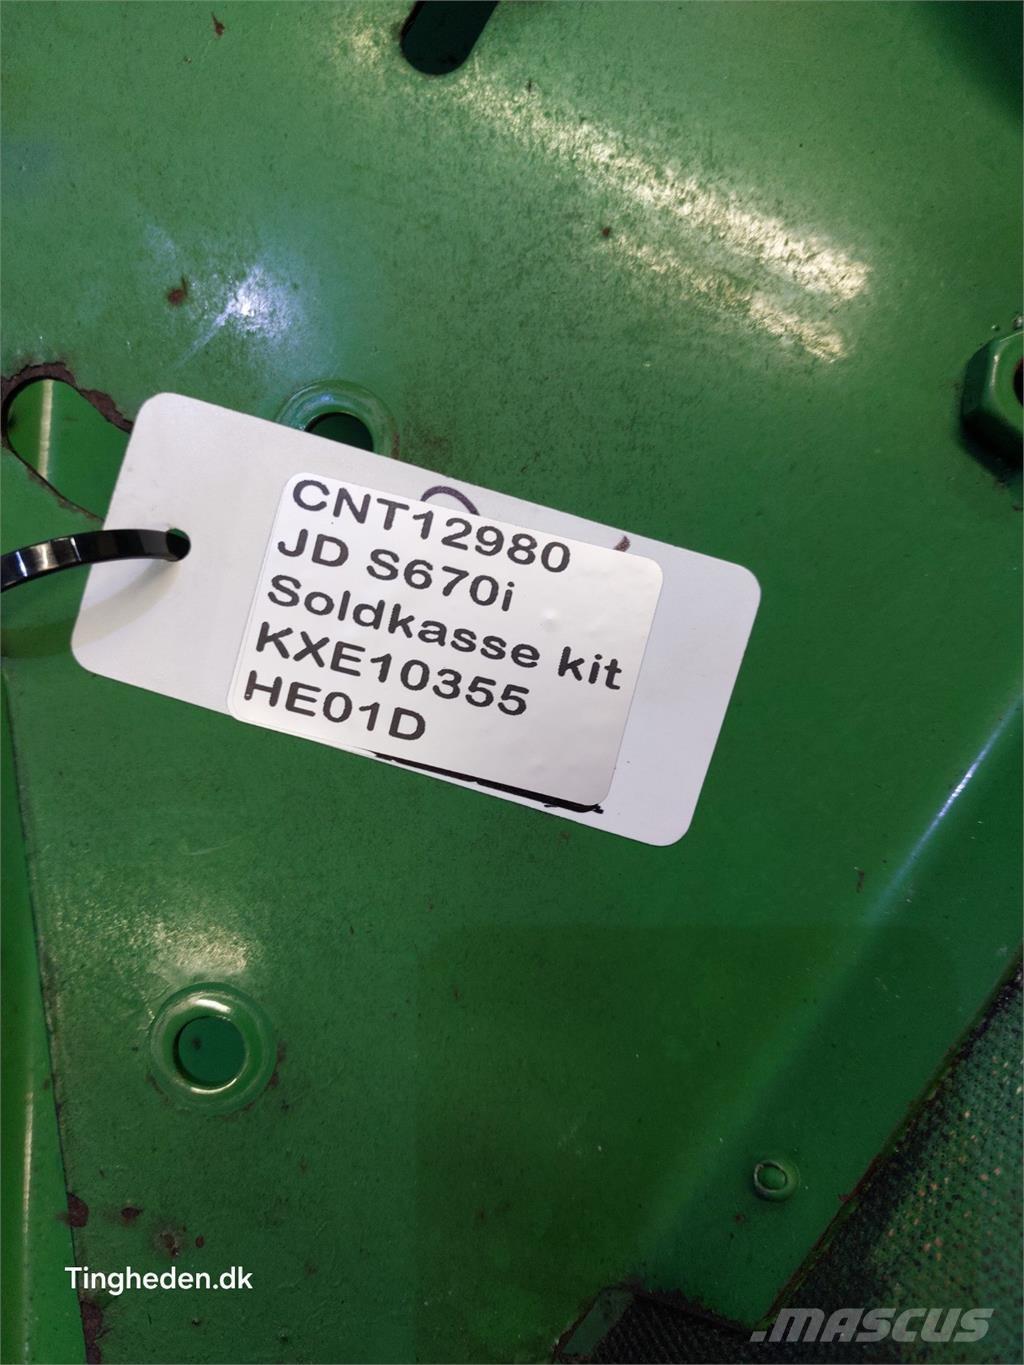 CNT12980
JD S670i
Soldkasse kit
KXE10355
HE01D
Tingheden.dk
.MASCUS